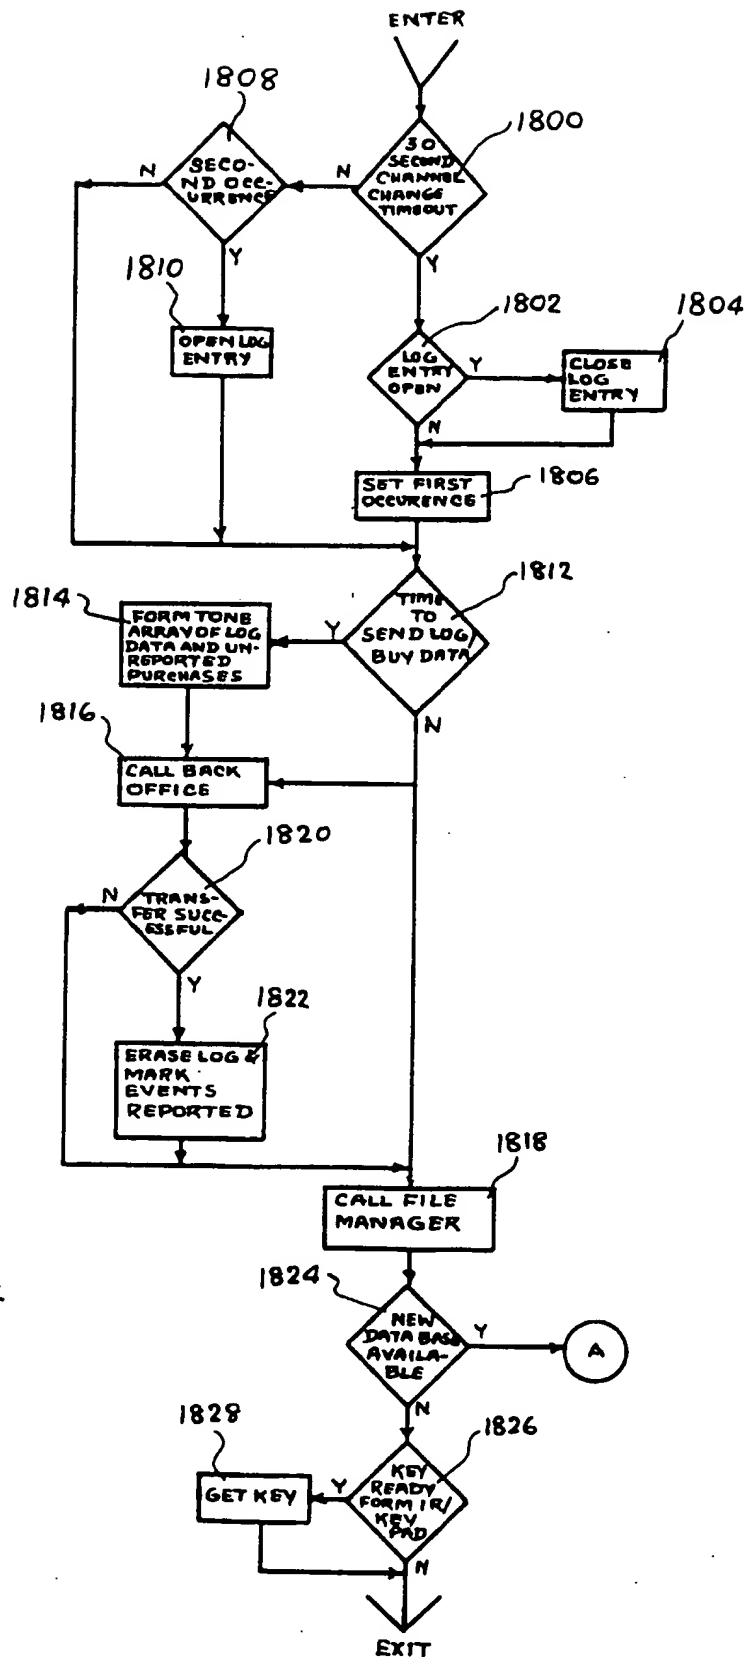 ENTER
1808
1800
30
SECOND
CHANNEL
CHANGE
TIMEOUT
N
N
SECO-
ND OCC-
URRENCE
Y
Y
1810
OPEN LOG
ENTRY
1802
1804
LOG
ENTRY
OPEN
Y
CLOSE
LOG
ENTRY
N
1806
SET FIRST
OCCURENCE
1812
TIME
TO
SEND LOG/
BUY DATA
Y
N
1814
FORM TONE
ARRAY OF LOG
DATA AND UN-
REPORTED
PURCHASES
1816
CALL BACK
OFFICE
1820
TRANS-
FER SUCC-
ESSFUL
N
Y
1822
ERASE LOG &
MARK
EVENTS
REPORTED
1818
CALL FILE
MANAGER
1824
NEW
DATA BASE
AVAILA-
BLE
Y
A
N
1828
1826
GET KEY
Y
KEY
READY
FORM IR/
KEY
PAD
N
EXIT